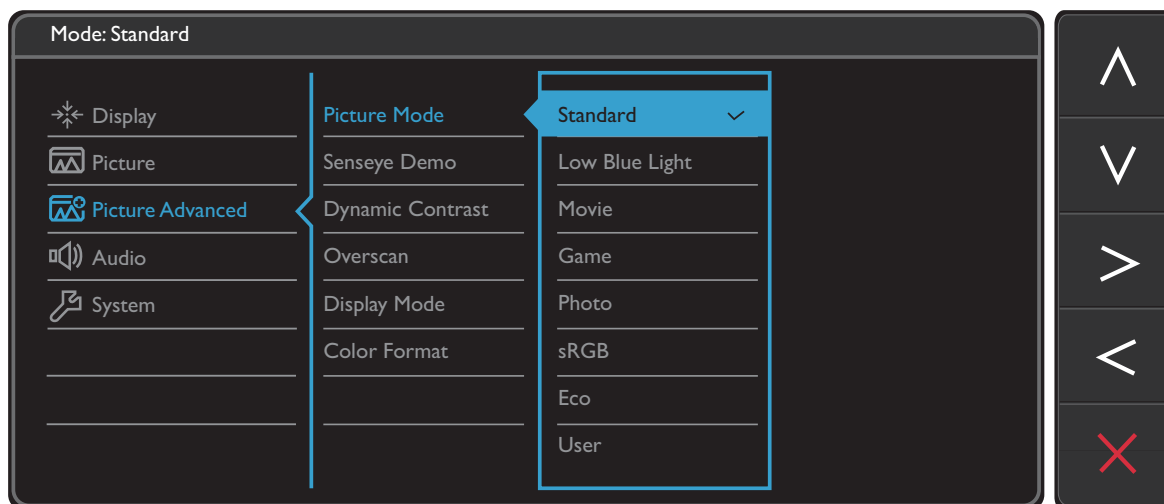 Mode: Standard
Display
Picture
Picture Advanced
Audio
System
Picture Mode
Senseye Demo
Dynamic Contrast
Overscan
Display Mode
Color Format
Standard
Low Blue Light
Movie
Game
Photo
sRGB
Eco
User